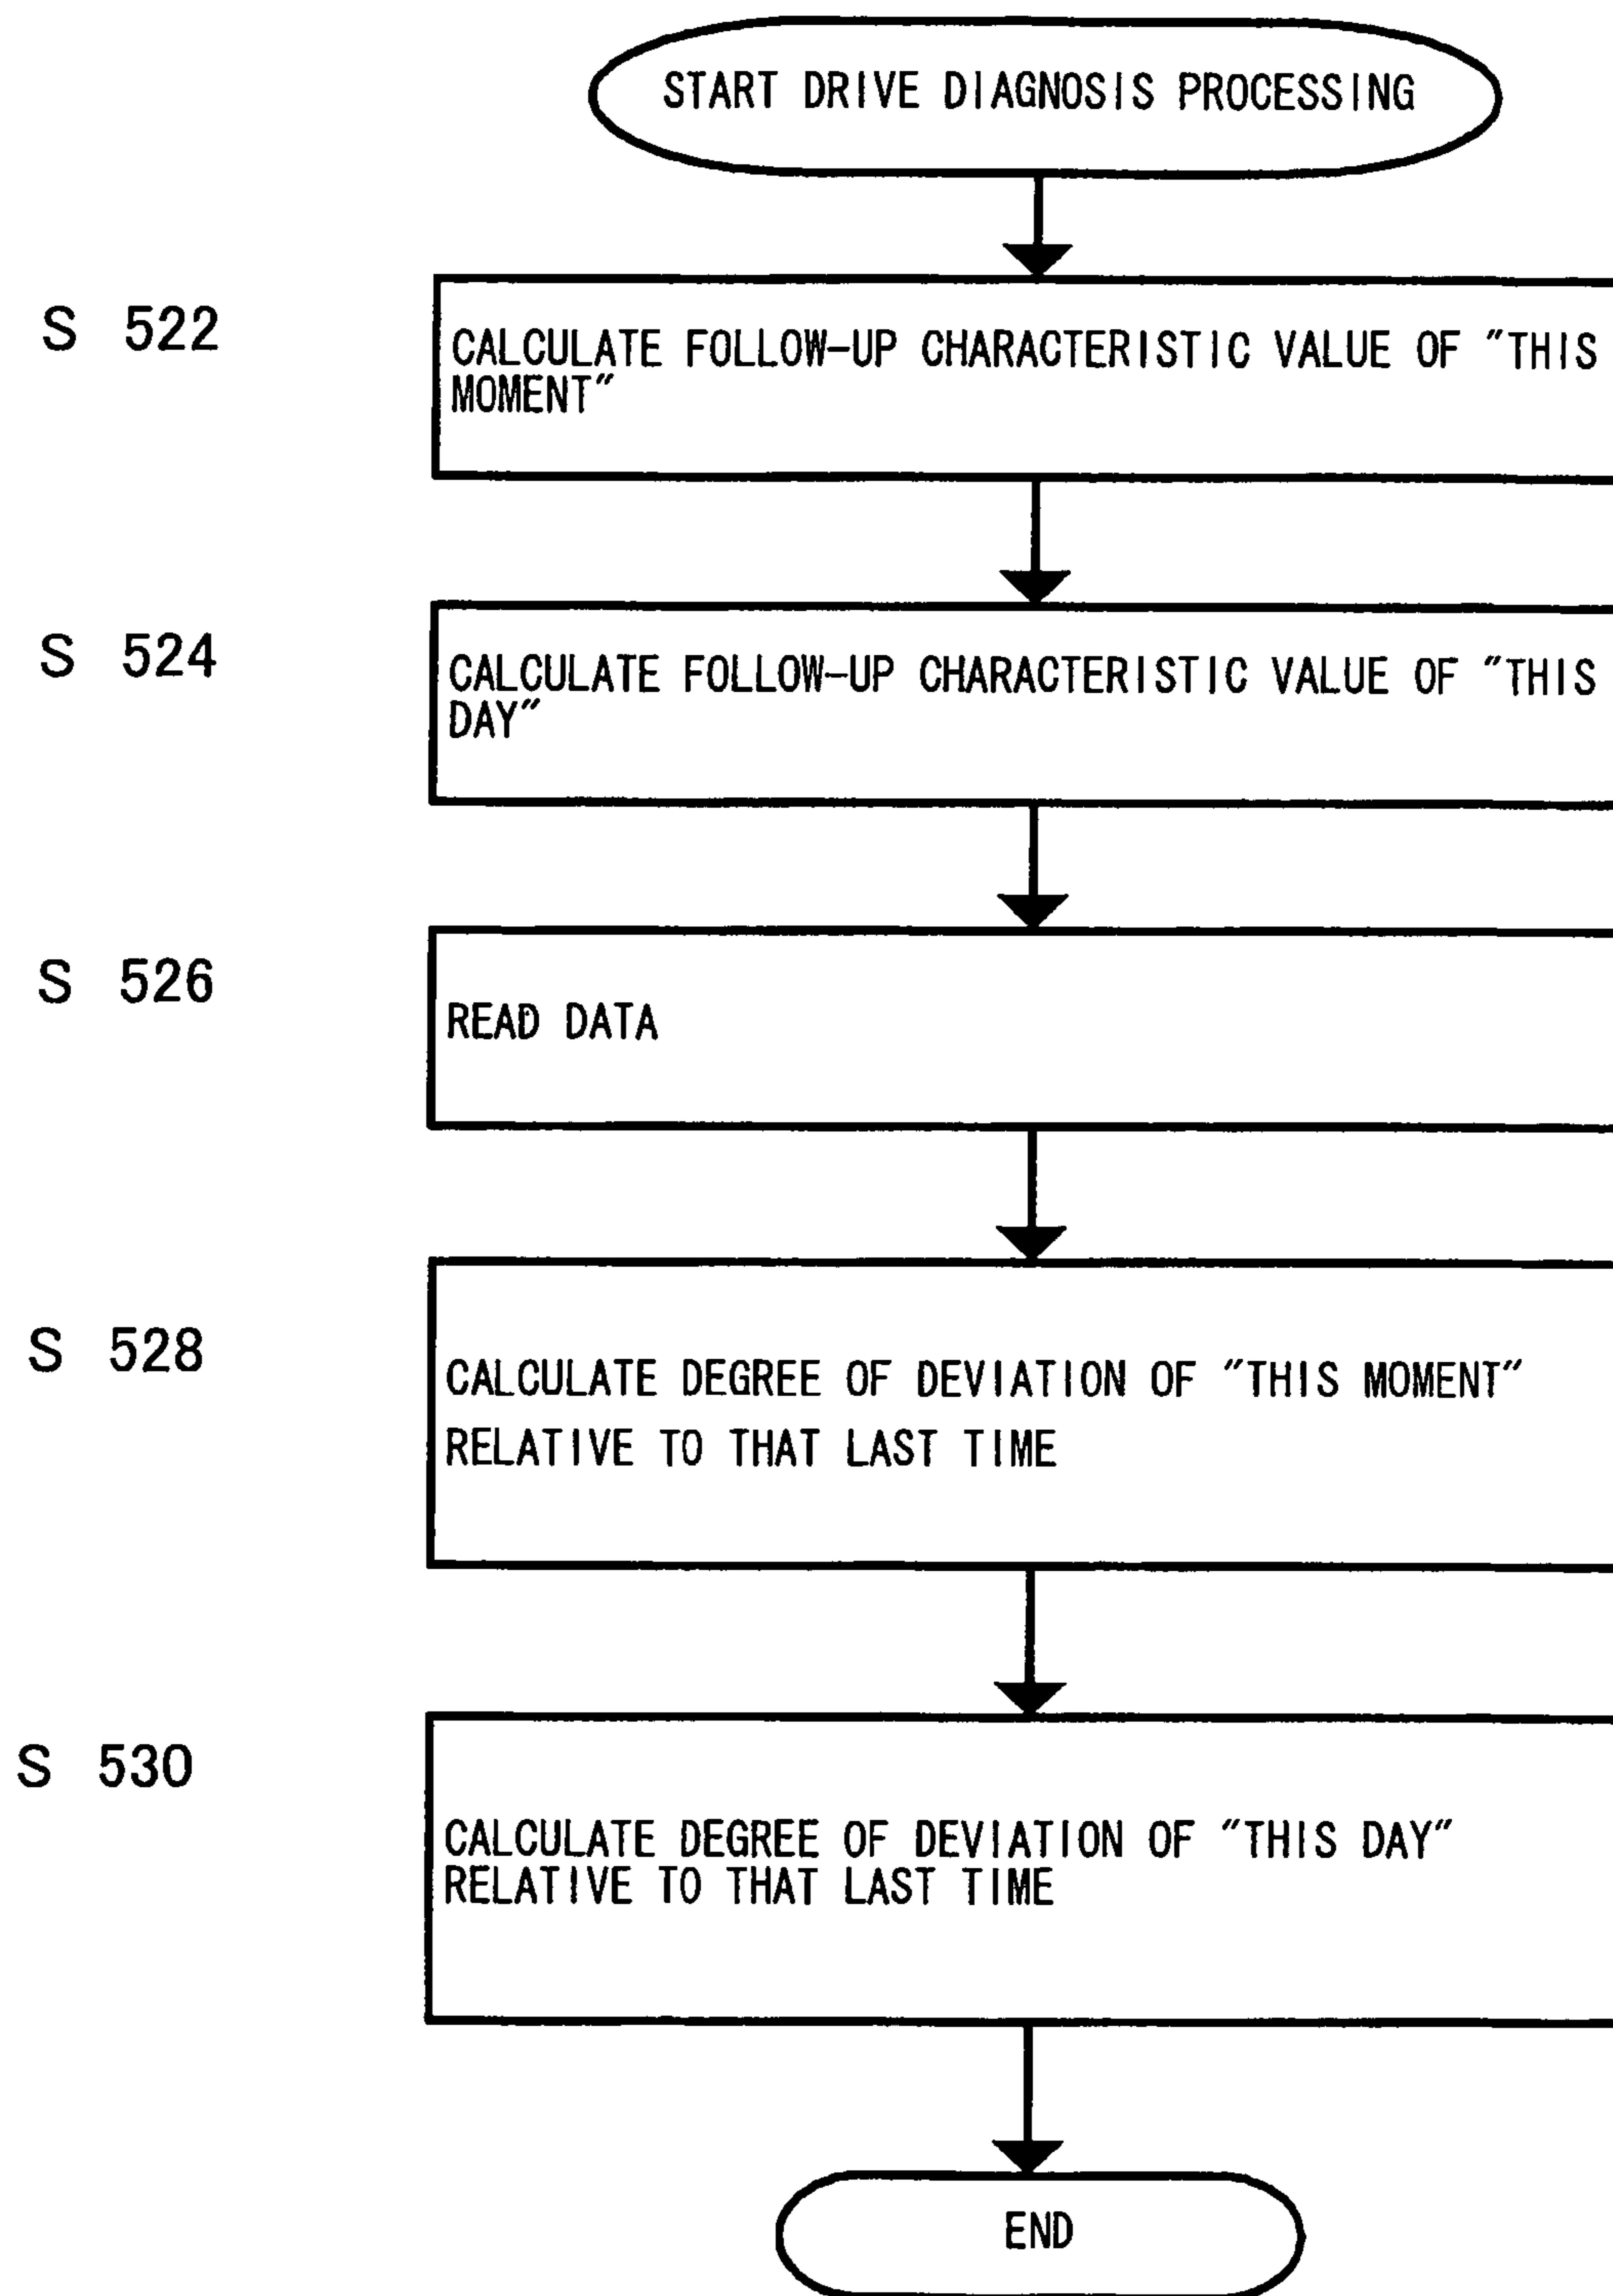 START DRIVE DIAGNOSIS PROCESSING
S 522
CALCULATE FOLLOW-UP CHARACTERISTIC VALUE OF "THIS
MOMENT"
S 524
CALCULATE FOLLOW-UP CHARACTERISTIC VALUE OF "THIS
DAY"
S 526
READ DATA
S 528
CALCULATE DEGREE OF DEVIATION OF "THIS MOMENT"
RELATIVE TO THAT LAST TIME
S 530
CALCULATE DEGREE OF DEVIATION OF "THIS DAY"
RELATIVE TO THAT LAST TIME
END